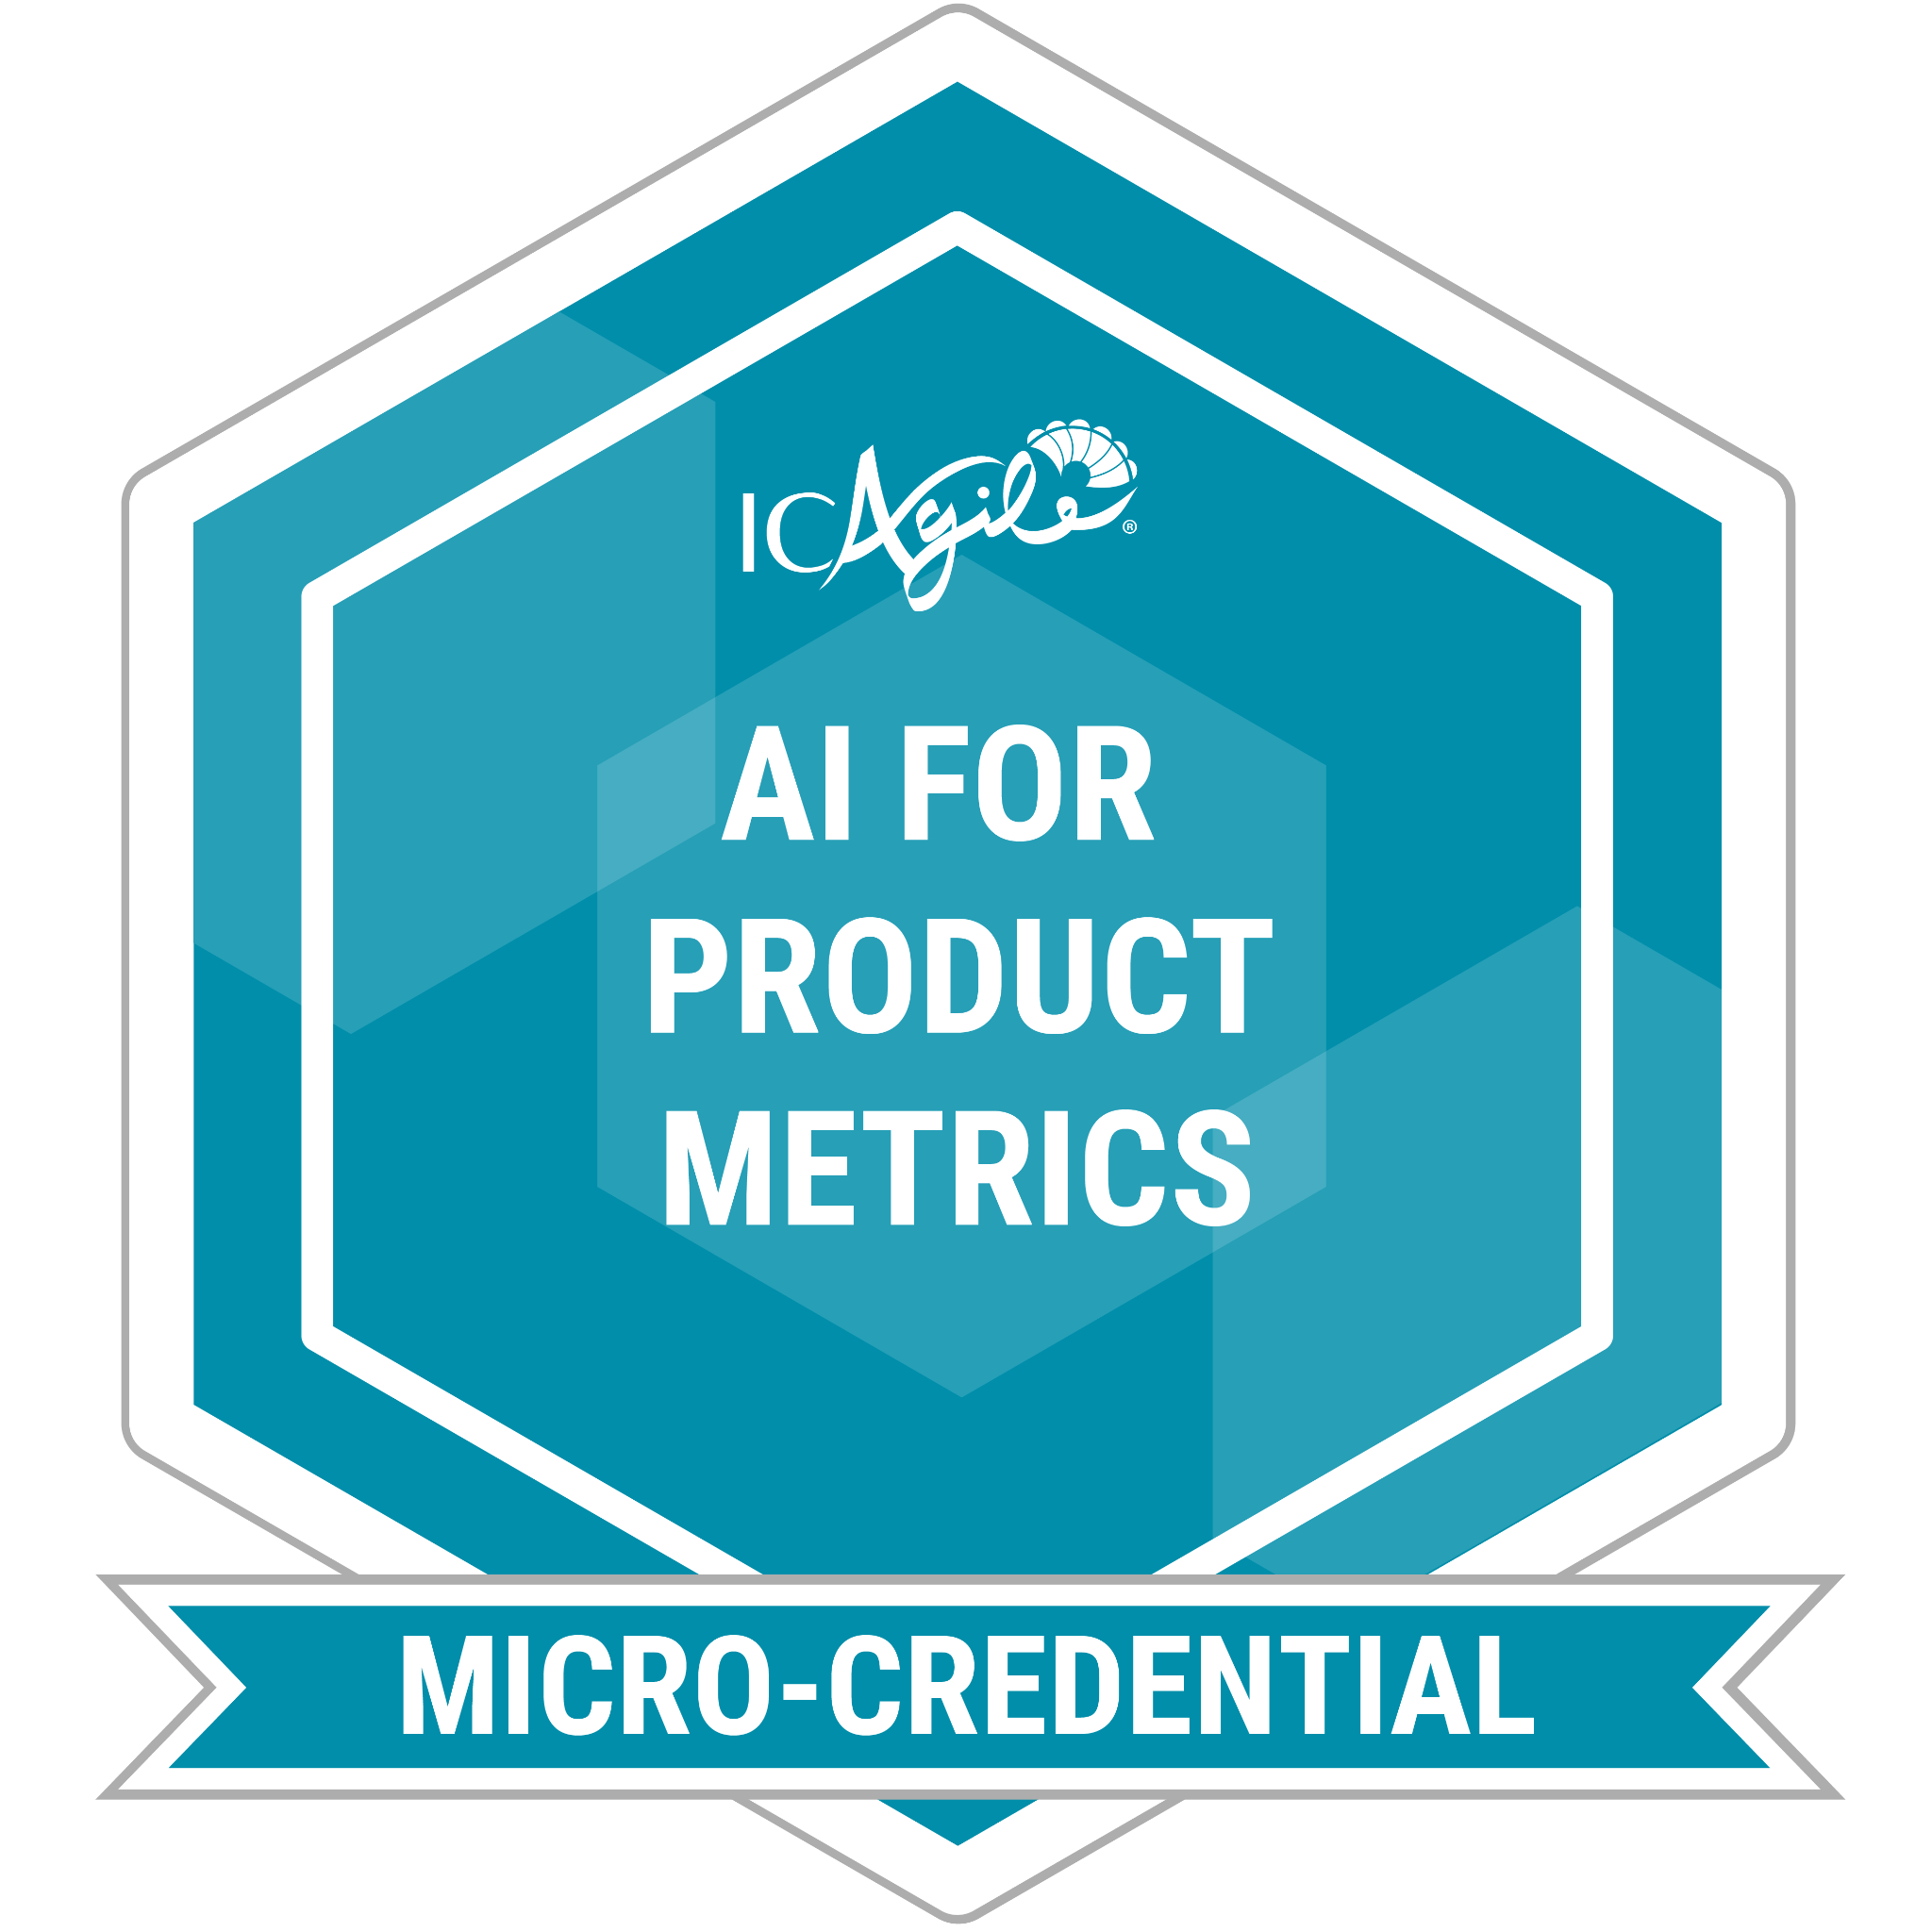 ICAgile®
AI FOR
PRODUCT
METRICS
MICRO-CREDENTIAL